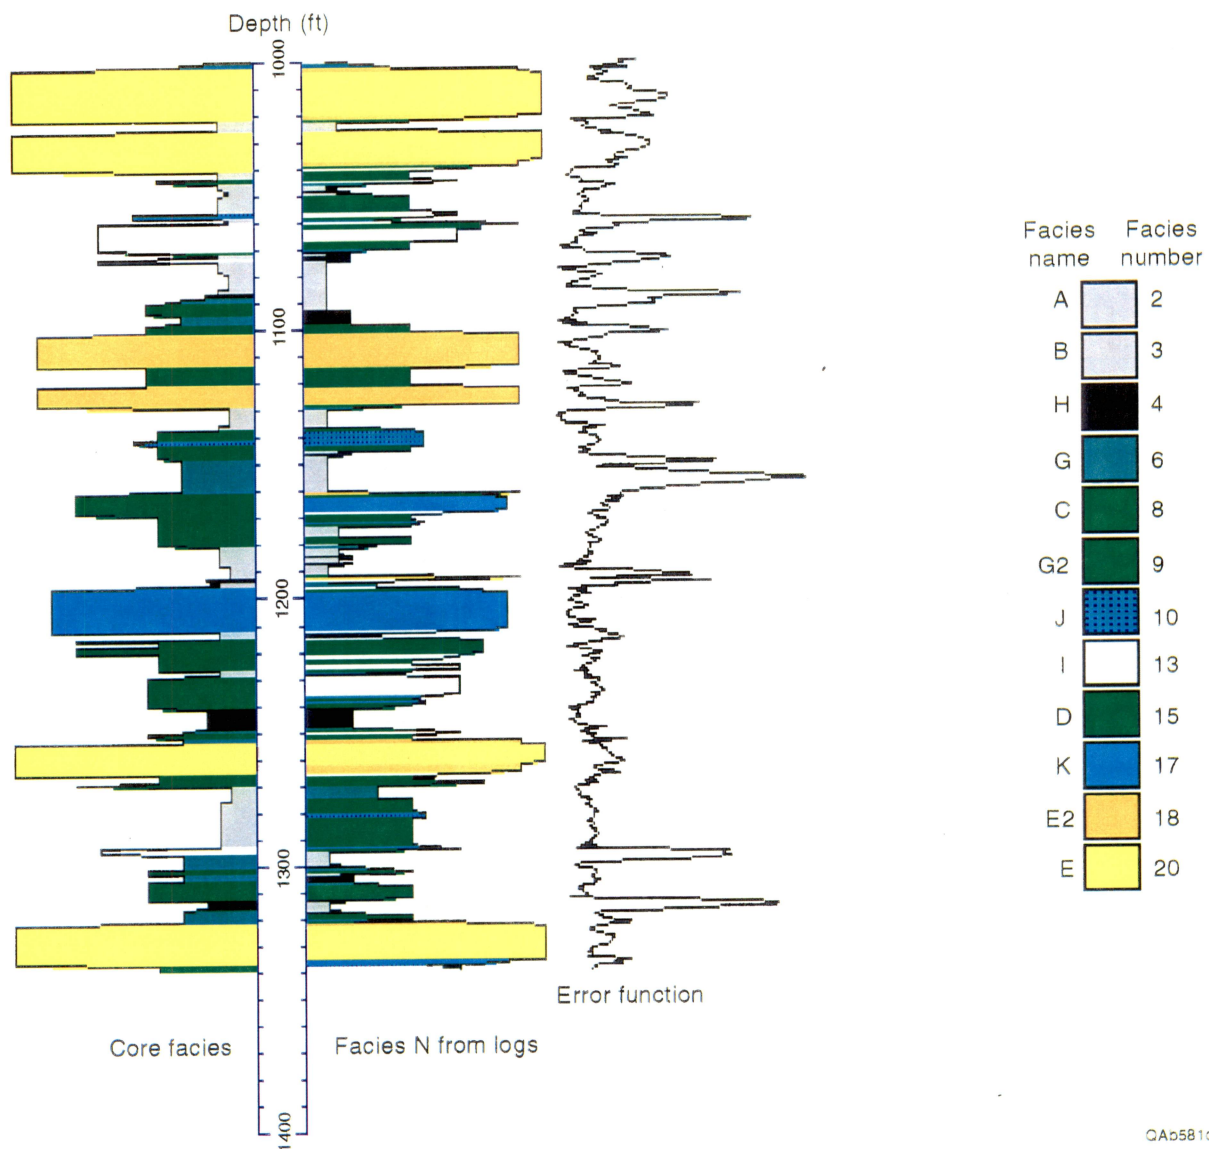 Depth (ft)
1000
1100
1200
1300
1400
Core facies
Facies N from logs
Error function
Facies name Facies number
A 2
B 3
H 4
G 6
C 8
G2 9
J 10
I 13
D 15
K 17
E2 18
E 20